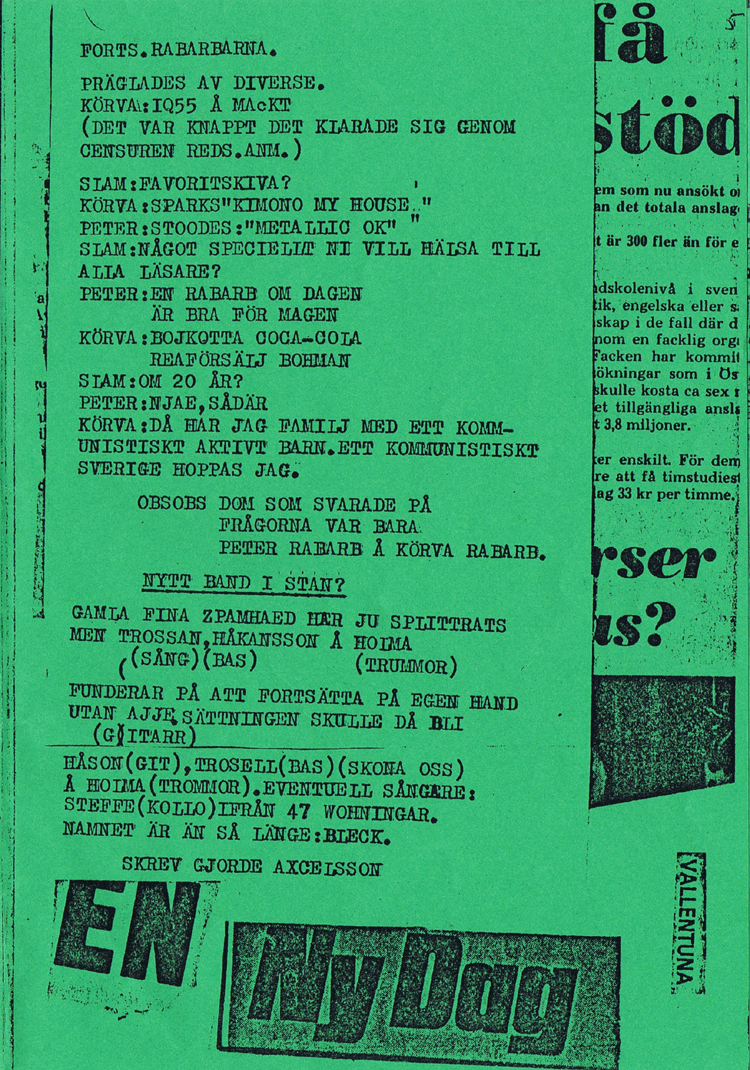 FORTS.RABARBARNA.
PRÄGLADES AV DIVERSE.
KÖRVA:IQ55 Å MAcKT
(DET VAR KNAPPT DET KLARADE SIG GENOM
CENSUREN REDS.ANM.)
SLAM:FAVORITSKIVA?
KÖRVA:SPARKS"KIMONO MY HOUSE."
PETER:STOODES:"METALLIC OK" "
SLAM:NÅGOT SPECIELLT NI VILL HÄLSA TILL
ALLA LÄSARE?
PETER:EN RABARB OM DAGEN
ÄR BRA FÖR MAGEN
KÖRVA:BOJKOTTA COCA-COLA
REAFÖRSÄLJ BOHMAN
SLAM:OM 20 ÅR?
PETER:NJAE,SÅDÄR
KÖRVA:DÅ HAR JAG FAMILJ MED ETT KOMM-
UNISTISKT AKTIVT BARN.ETT KOMMUNISTISKT
SVERIGE HOPPAS JAG.
OBSOBS DOM SOM SVARADE PÅ
FRÅGORNA VAR BARA
PETER RABARB Å KÖRVA RABARB.
NYTT BAND I STAN?
GAMLA FINA ZPAMHAED HAR JU SPLITTRATS
MEN TROSSAN,HÅKANSSON Å HOLMA
(SÅNG)(BAS) (TRUMMOR)
FUNDERAR PÅ ATT FORTSÄTTA PÅ EGEN HAND
UTAN AJJE,SÄTTNINGEN SKULLE DÅ BLI
(GITARR)
HÅSON(GIT),TROSELL(BAS)(SKONA OSS)
Å HOLMA(TROMMOR).EVENTUELL SÅNGARE:
STEFFE(KOLLO)IFRÅN 47 WOHNINGAR.
NAMNET ÄR ÄN SÅ LÄNGE:BLECK.
SKREV GJORDE AXCELSSON
EN
Ny Dag
få
stöd
em som nu ansökt o
an det totala anslag
t är 300 fler än för e
dskolenivå i sven
tik, engelska eller s
skap i de fall där d
nom en facklig org
Facken har kommit
ökningar som i Ös
skulle kosta ca sex
et tillgängliga ansl
t 3,8 miljoner.
er enskilt. För dem
re att få timstudiest
lag 33 kr per timme.
rser
as?
VALLENTUNA